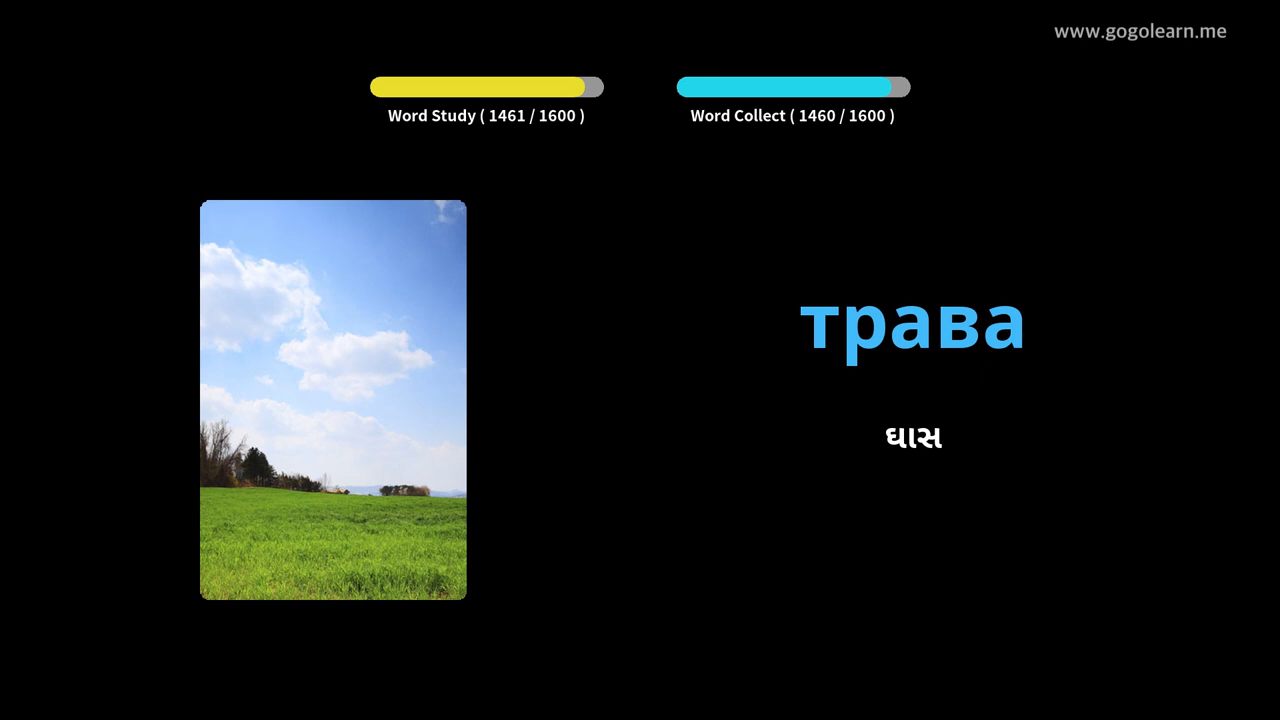 www.gogolearn.me
Word Study ( 1461 / 1600 )
Word Collect ( 1460 / 1600 )
трава
ઘાસ